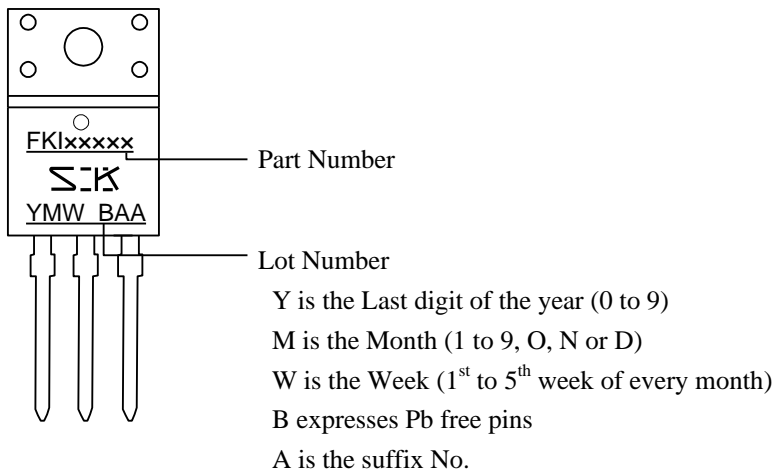 FKIxxxxx
SK
YMW BAA
Part Number
Lot Number
Y is the Last digit of the year (0 to 9)
M is the Month (1 to 9, O, N or D)
W is the Week (1st to 5th week of every month)
B expresses Pb free pins
A is the suffix No.